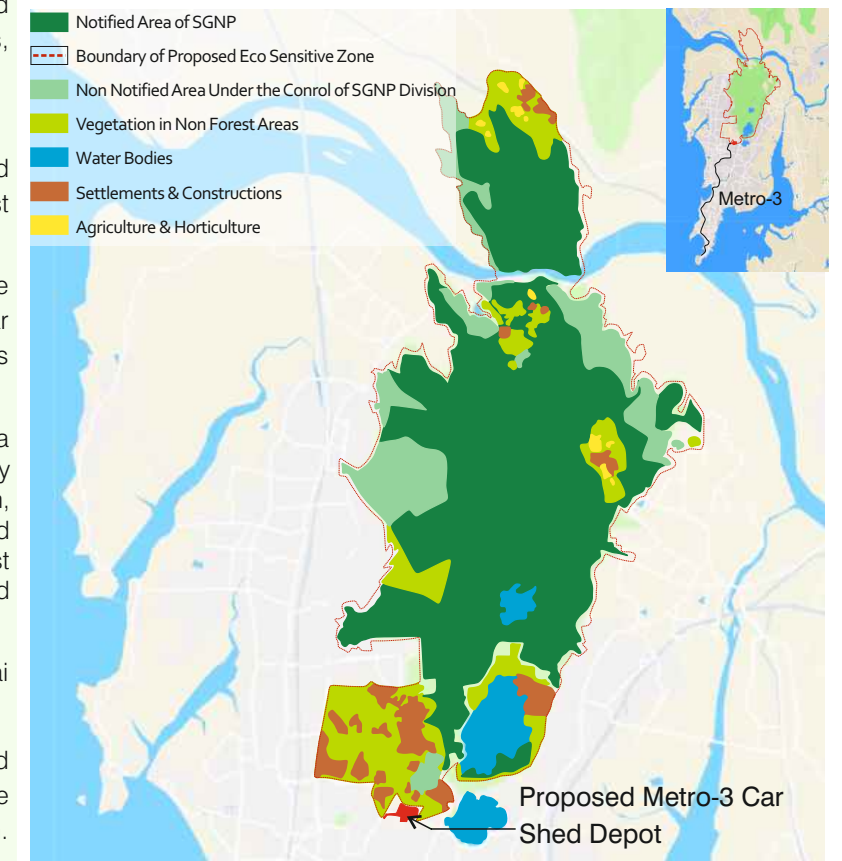 Notified Area of SGNP
Boundary of Proposed Eco Sensitive Zone
Non Notified Area Under the Conrol of SGNP Division
Vegetation in Non Forest Areas
Water Bodies
Settlements & Constructions
Agriculture & Horticulture
Metro-3
Proposed Metro-3 Car
Shed Depot